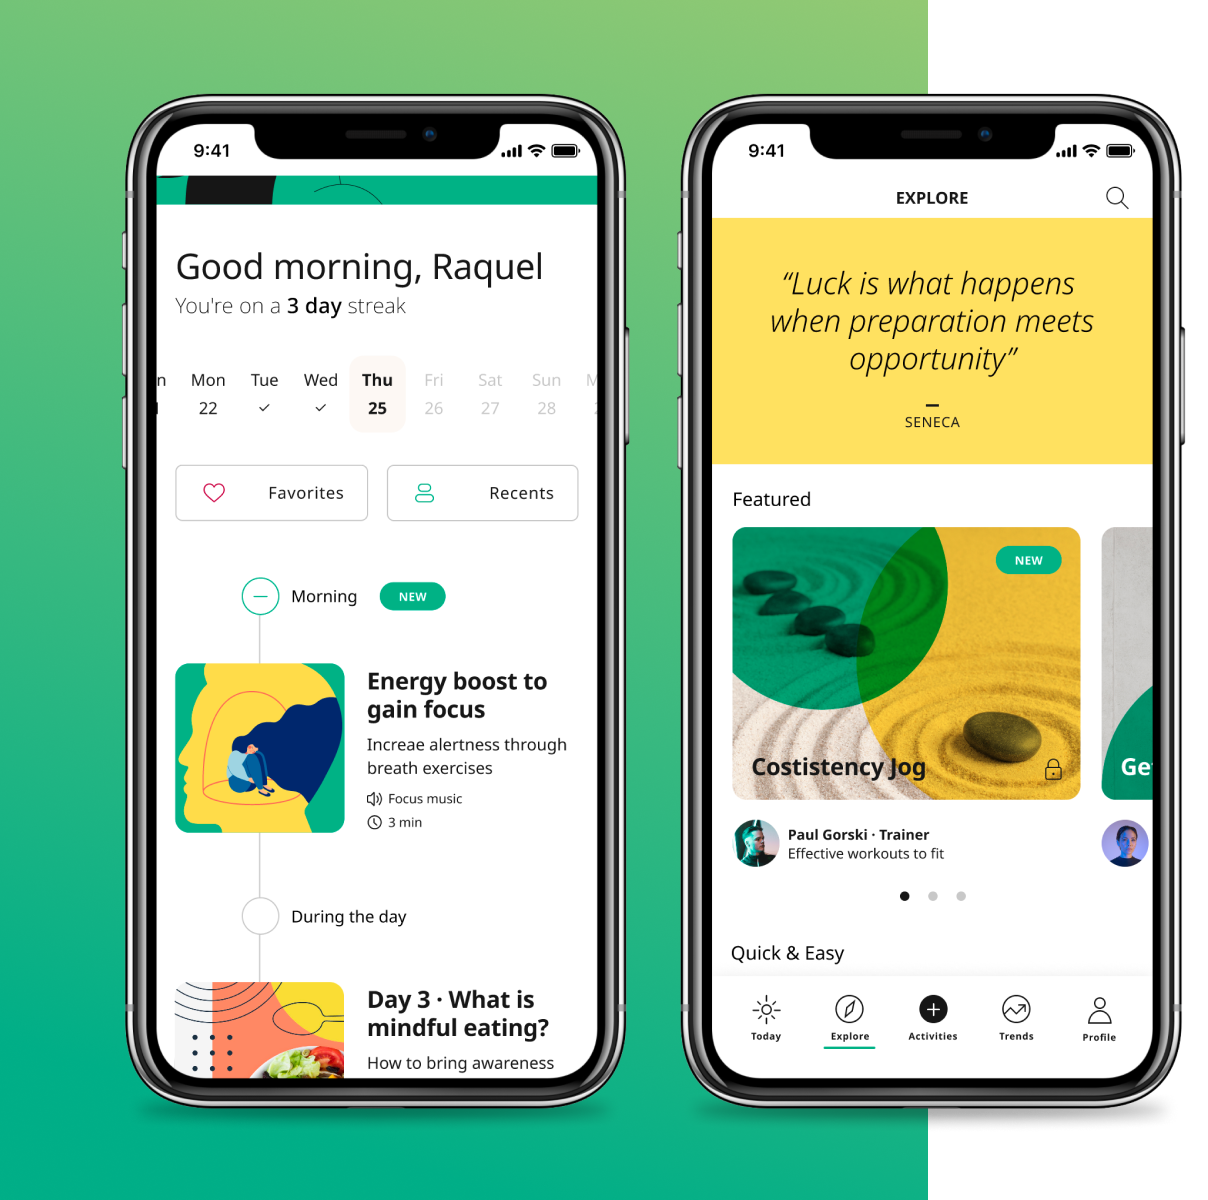 9:41
Good morning, Raquel
You're on a 3 day streak
n Mon Tue Wed Thu Fri Sat Sun M
22 25 26 27 28
Favorites Recents
Morning NEW
Energy boost to
gain focus
Increae alertness through
breath exercises
Focus music
3 min
During the day
Day 3 · What is
mindful eating?
How to bring awareness
9:41
EXPLORE
“Luck is what happens
when preparation meets
opportunity”
SENECA
Featured
NEW
Costistency Jog
Ge
Paul Gorski · Trainer
Effective workouts to fit
Quick & Easy
Today Explore Activities Trends Profile